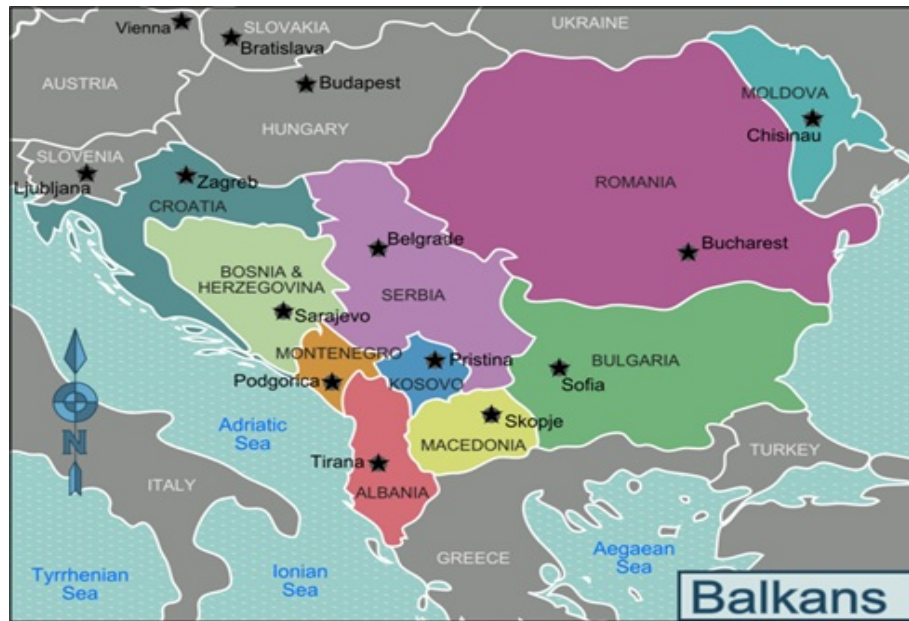 Vienna
SLOVAKIA
Bratislava
UKRAINE
AUSTRIA
Budapest
HUNGARY
MOLDOVA
Chisinau
SLOVENIA
Ljubljana
Zagreb
CROATIA
ROMANIA
Belgrade
Bucharest
BOSNIA &
HERZEGOVINA
SERBIA
Sarajevo
MONTENEGRO
Pristina
BULGARIA
Podgorica
KOSOVO
Sofia
Adriatic
Sea
Skopje
MACEDONIA
N
TURKEY
Tirana
ITALY
ALBANIA
GREECE
Aegaean
Sea
Tyrrhenian
Sea
Ionian
Sea
Balkans